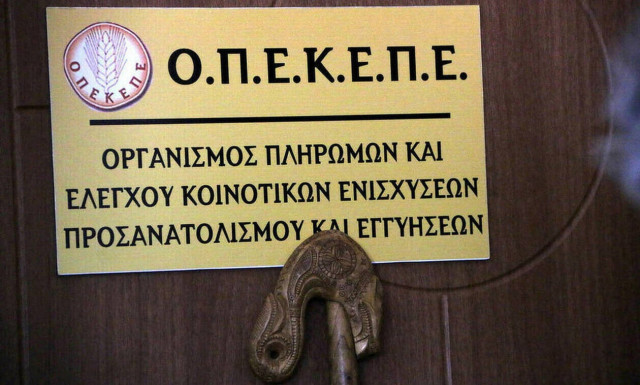 ΟΠΕΚΕΠΕ
Ο.Π.Ε.Κ.Ε.Π.Ε.
ΟΡΓΑΝΙΣΜΟΣ ΠΛΗΡΩΜΩΝ ΚΑΙ
ΕΛΕΓΧΟΥ ΚΟΙΝΟΤΙΚΩΝ ΕΝΙΣΧΥΣΕΩΝ
ΠΡΟΣΑΝΑΤΟΛΙΣΜΟΥ ΚΑΙ ΕΓΓΥΗΣΕΩΝ